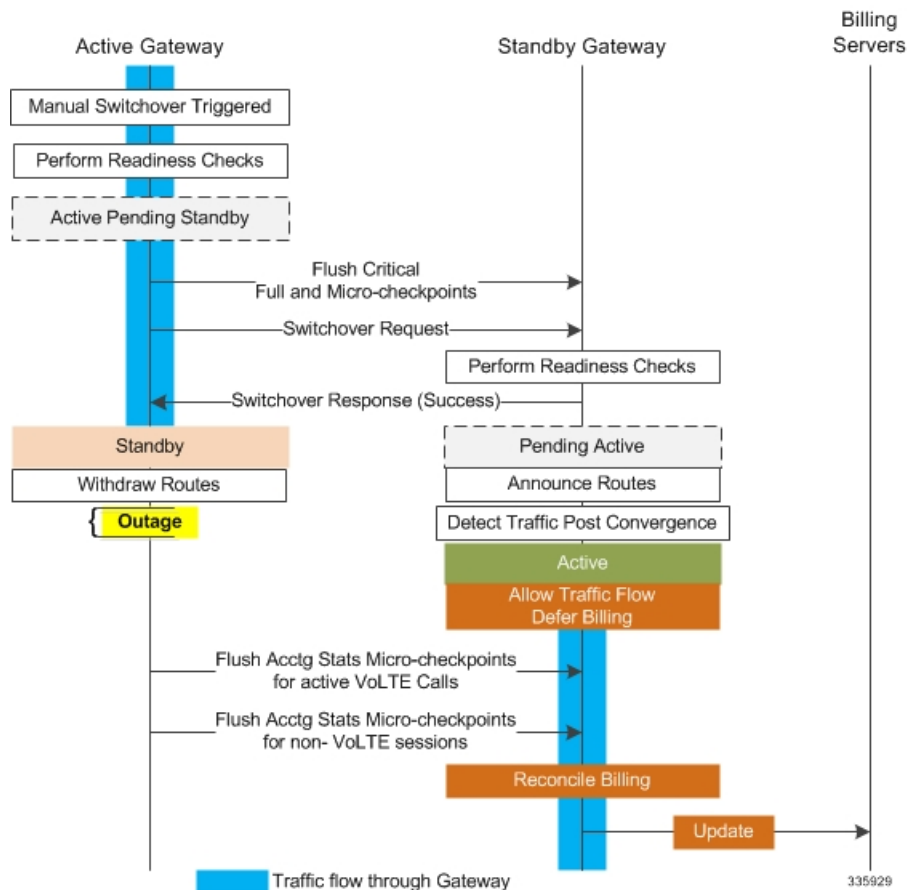 Billing
Servers
Active Gateway
Standby Gateway
Manual Switchover Triggered
Perform Readiness Checks
Active Pending Standby
Flush Critical
Full and Micro-checkpoints
Switchover Request
Perform Readiness Checks
Switchover Response (Success)
Standby
Pending Active
Withdraw Routes
Announce Routes
{ Outage
Detect Traffic Post Convergence
Active
Allow Traffic Flow
Defer Billing
Flush Acctg Stats Micro-checkpoints
for active VoLTE Calls
Flush Acctg Stats Micro-checkpoints
for non- VoLTE sessions
Reconcile Billing
Update
Traffic flow through Gateway
335929